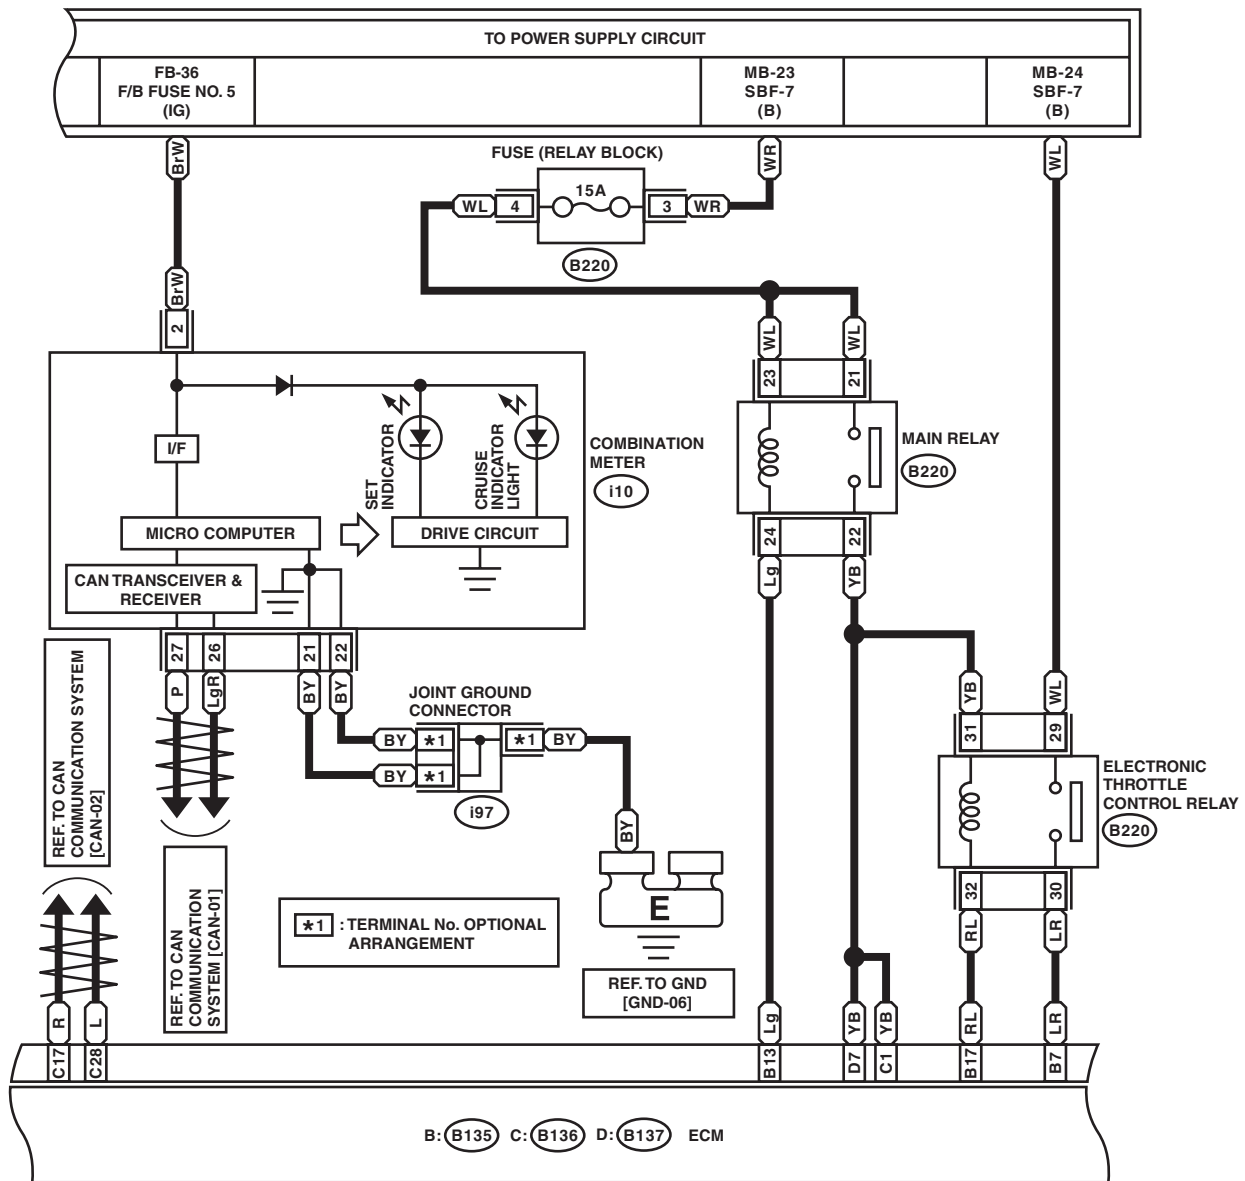 TO POWER SUPPLY CIRCUIT
FB-36
F/B FUSE NO. 5
(IG)
MB-23
SBF-7
(B)
MB-24
SBF-7
(B)
BrW
WR
WL
FUSE (RELAY BLOCK)
15A
WL 4
3 WR
B220
BrW
2
WL
WL
23
21
I/F
SET
INDICATOR
CRUISE
INDICATOR
LIGHT
COMBINATION
METER
i10
MAIN RELAY
B220
MICRO COMPUTER
DRIVE CIRCUIT
CAN TRANSCEIVER &
RECEIVER
24
22
Lg
YB
27
26
21
22
P
LgR
BY
BY
REF. TO CAN
COMMUNICATION SYSTEM
[CAN-02]
JOINT GROUND
CONNECTOR
BY *1
*1 BY
BY *1
i97
YB
WL
31
29
ELECTRONIC
THROTTLE
CONTROL RELAY
B220
BY
E
REF. TO CAN
COMMUNICATION
SYSTEM [CAN-01]
*1 : TERMINAL No. OPTIONAL
ARRANGEMENT
REF. TO GND
[GND-06]
32
30
RL
LR
R
L
Lg
YB
YB
RL
LR
C17
C28
B13
D7
C1
B17
B7
B: B135 C: B136 D: B137 ECM